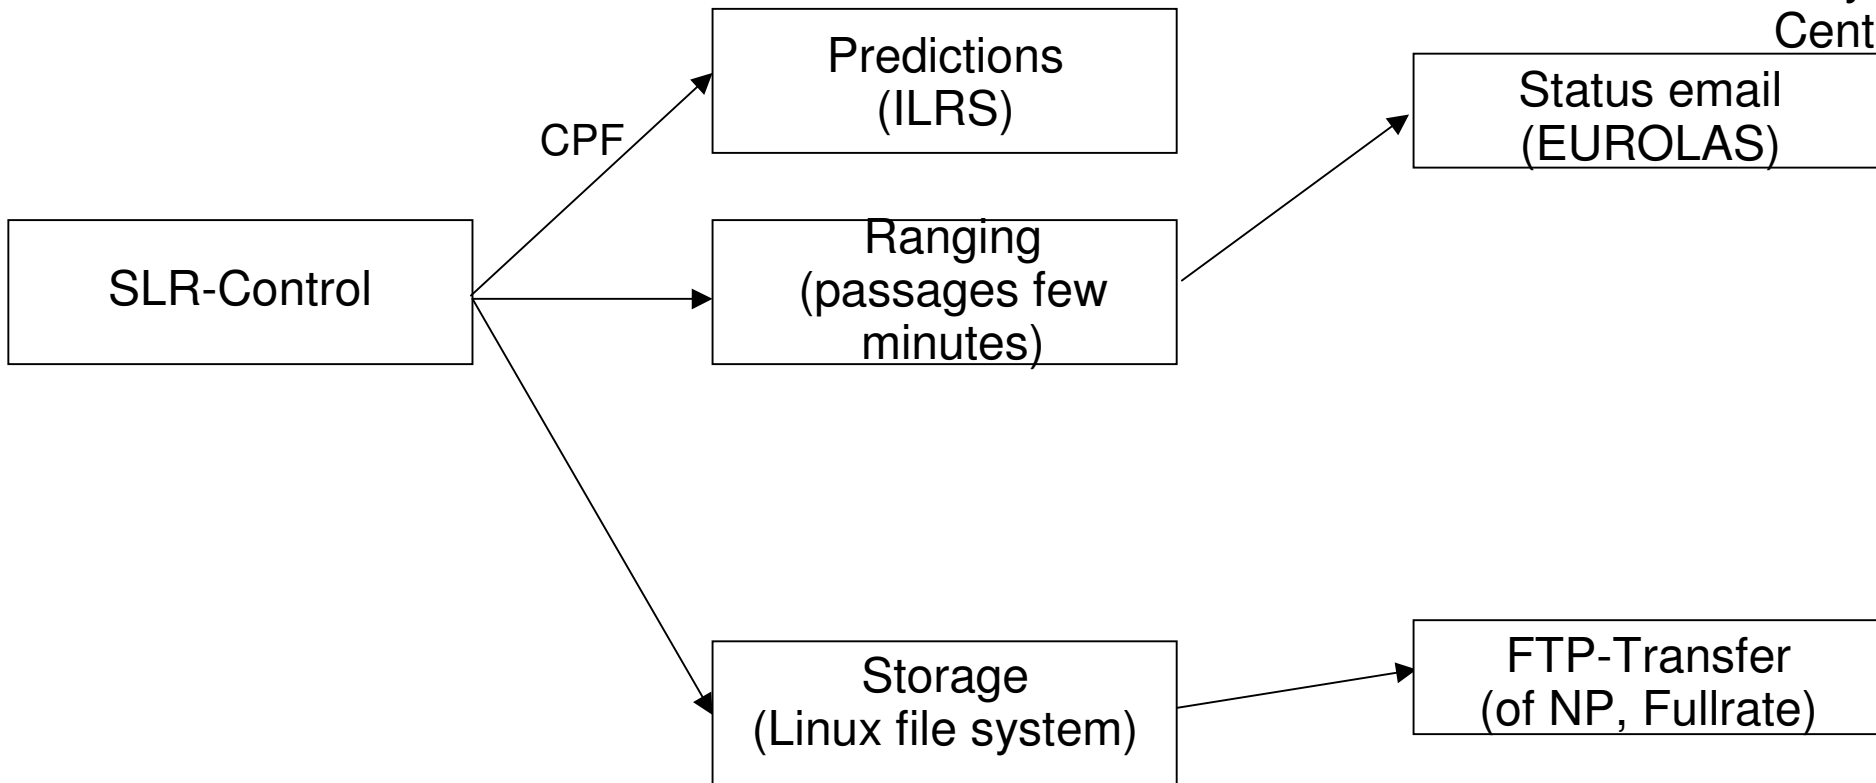 Predictions
(ILRS)
Status email
(EUROLAS)
CPF
SLR-Control
Ranging
(passages few
minutes)
Storage
(Linux file system)
FTP-Transfer
(of NP, Fullrate)